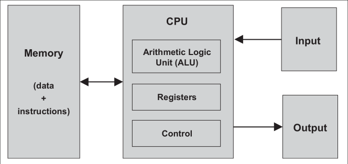 Memory
(data
+
instructions)
CPU
Arithmetic Logic
Unit (ALU)
Registers
Control
Input
Output